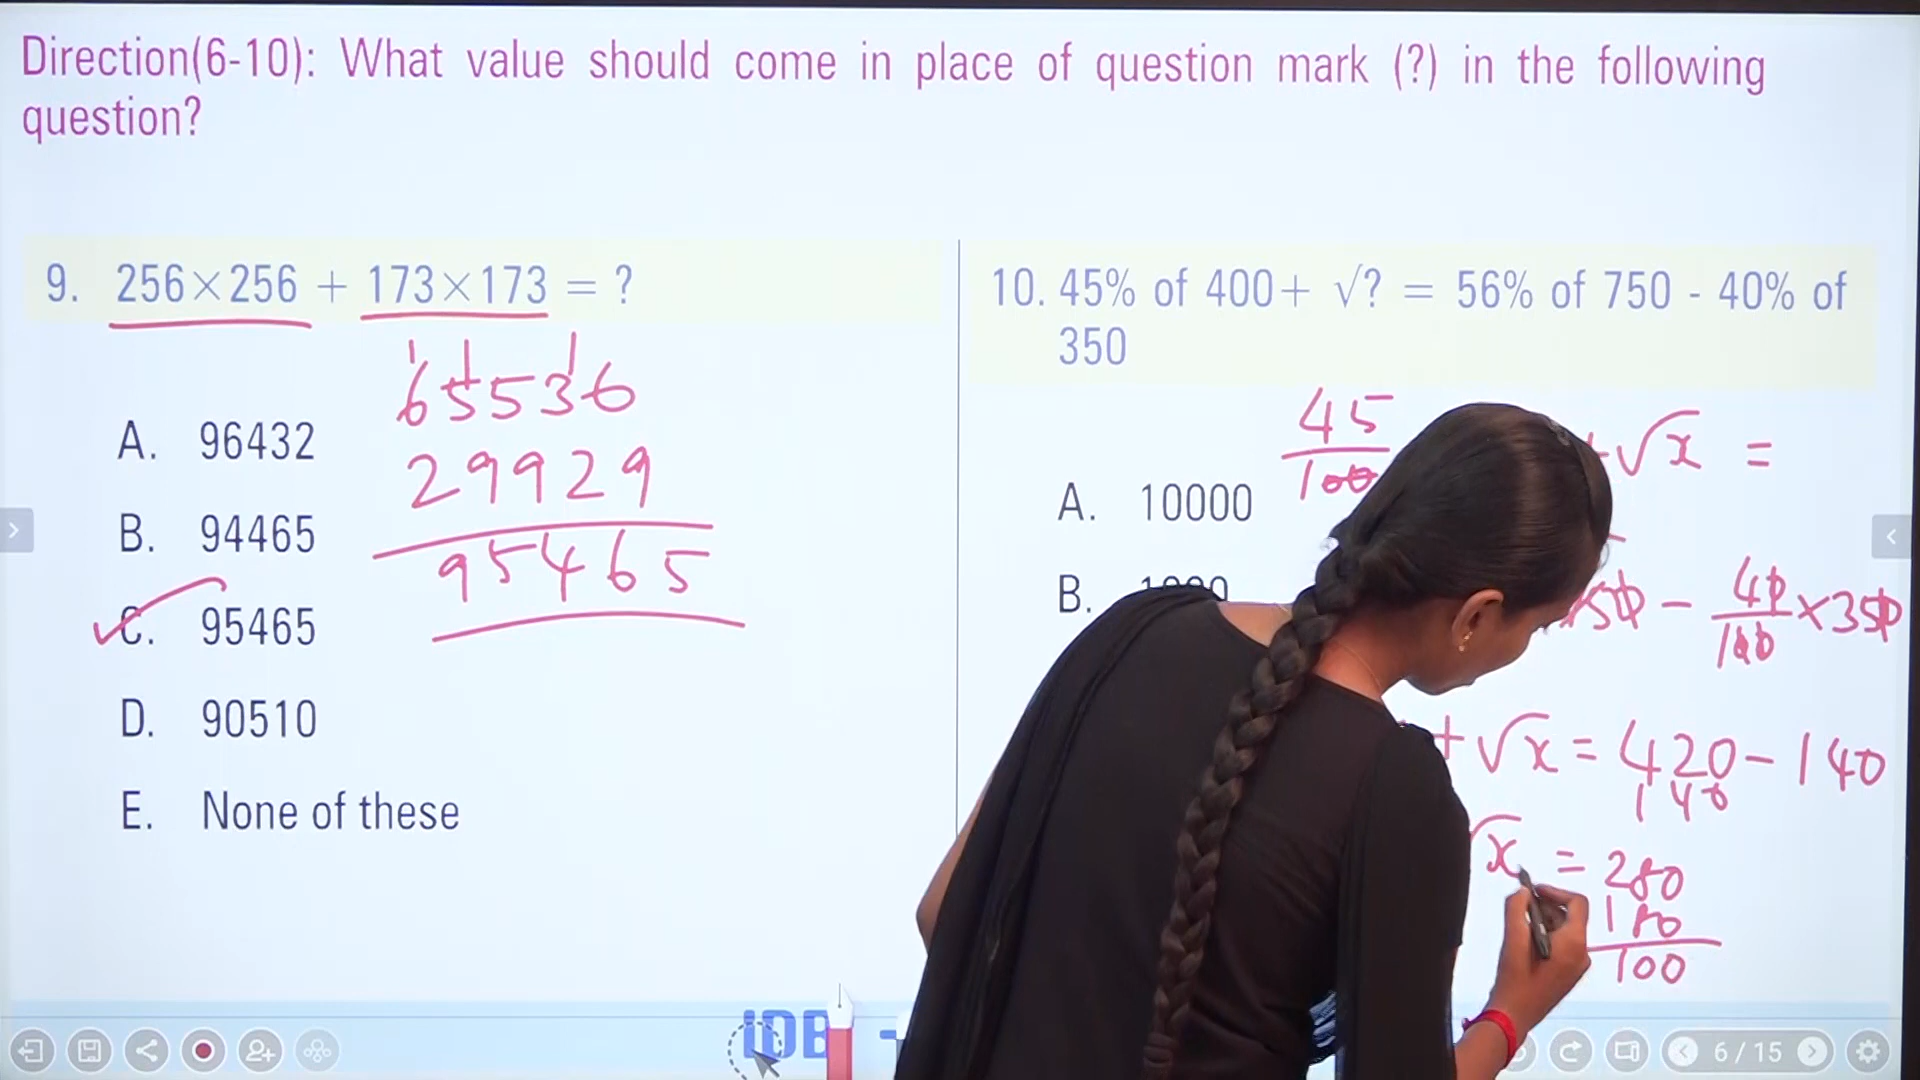 Direction(6-10): What value should come in place of question mark (?) in the following
question?
9. 256×256 + 173×173 = ?
65536
29929
95465
A. 96432
B. 94465
C. 95465
D. 90510
E. None of these
10. 45% of 400+ √? = 56% of 750 - 40% of
350
A. 10000
B.
45
100
+√x =
50 - 40/100 ×350
+ √x = 420 - 140
140
√x = 280
180
100
6 / 15